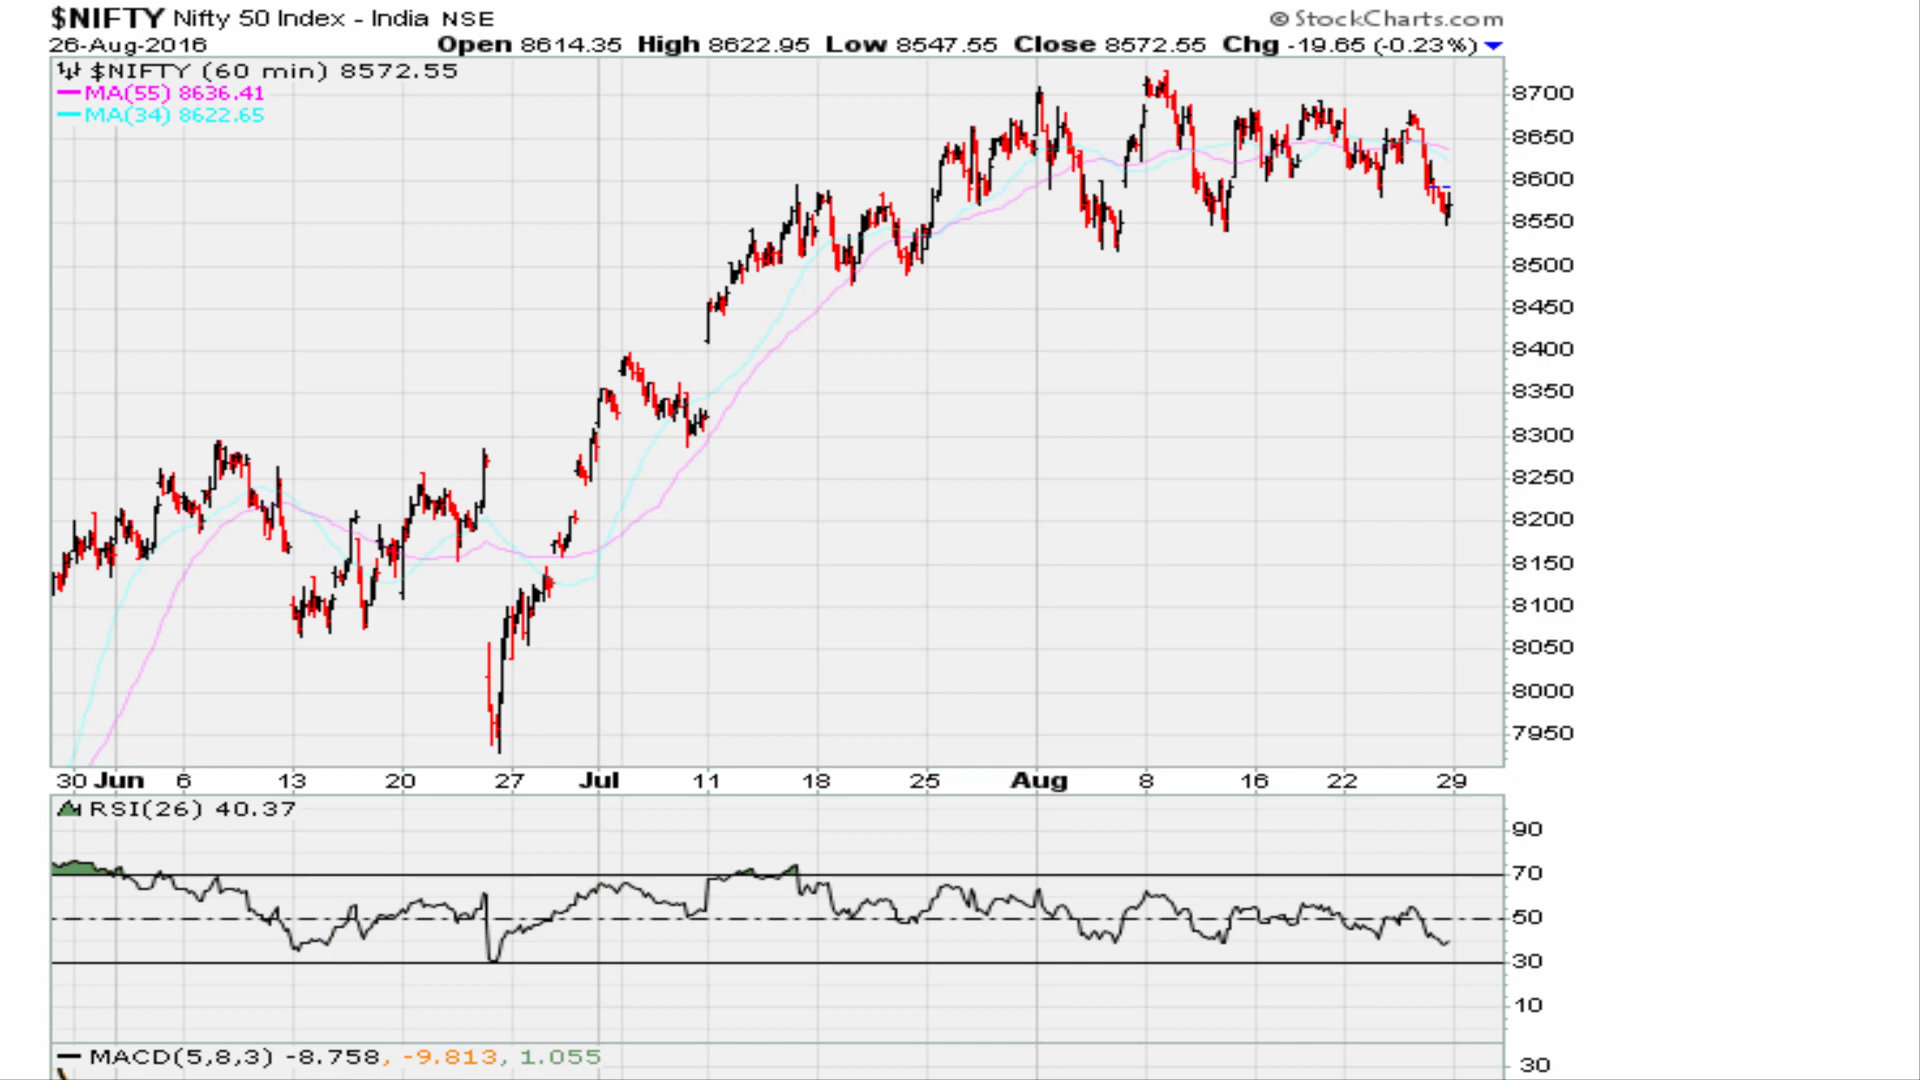 $NIFTY Nifty 50 Index - India NSE © StockCharts.com
26-Aug-2016 Open 8614.35 High 8622.95 Low 8547.55 Close 8572.55 Chg -19.65 (-0.23%)
$NIFTY (60 min) 8572.55
MA(55) 8636.41
MA(34) 8622.65
8700
8650
8600
8550
8500
8450
8400
8350
8300
8250
8200
8150
8100
8050
8000
7950
30 Jun 6 13 20 27 Jul 11 18 25 Aug 8 16 22 29
RSI(26) 40.37
90
70
50
30
10
MACD(5,8,3) -8.758, -9.813, 1.055
30